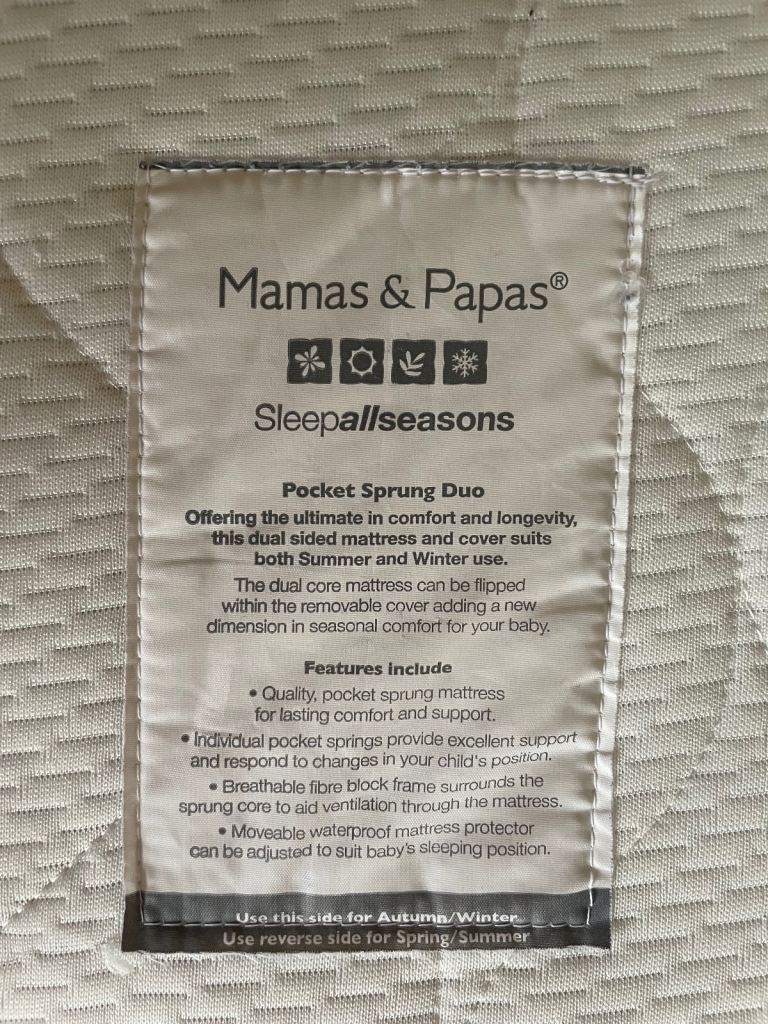 Mamas & Papas®
Sleepallseasons
Pocket Sprung Duo
Offering the ultimate in comfort and longevity,
this dual sided mattress and cover suits
both Summer and Winter use.
The dual core mattress can be flipped
within the removable cover adding a new
dimension in seasonal comfort for your baby.
Features include
• Quality, pocket sprung mattress
for lasting comfort and support.
• Individual pocket springs provide excellent support
and respond to changes in your child's position.
• Breathable fibre block frame surrounds the
sprung core to aid ventilation through the mattress.
• Moveable waterproof mattress protector
can be adjusted to suit baby's sleeping position.
Use this side for Autumn/Winter
Use reverse side for Spring/Summer